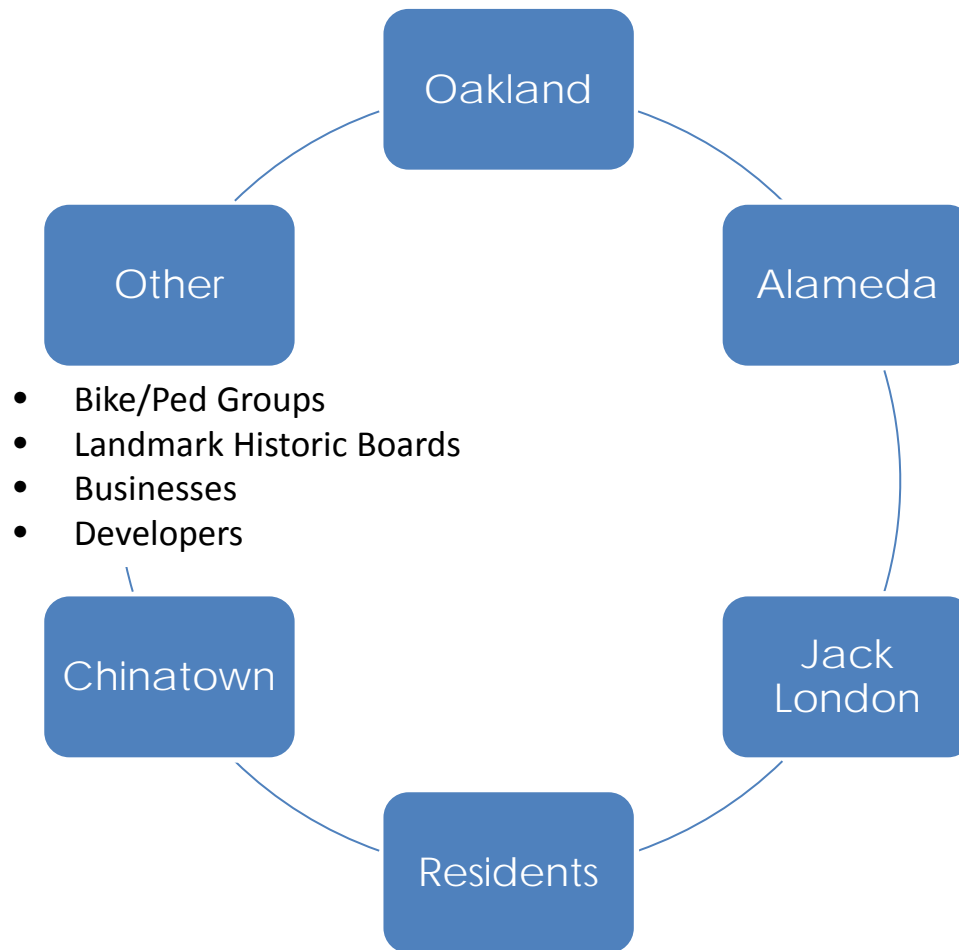 Oakland
Other
Alameda
• Bike/Ped Groups
• Landmark Historic Boards
• Businesses
• Developers
Chinatown
Jack
London
Residents